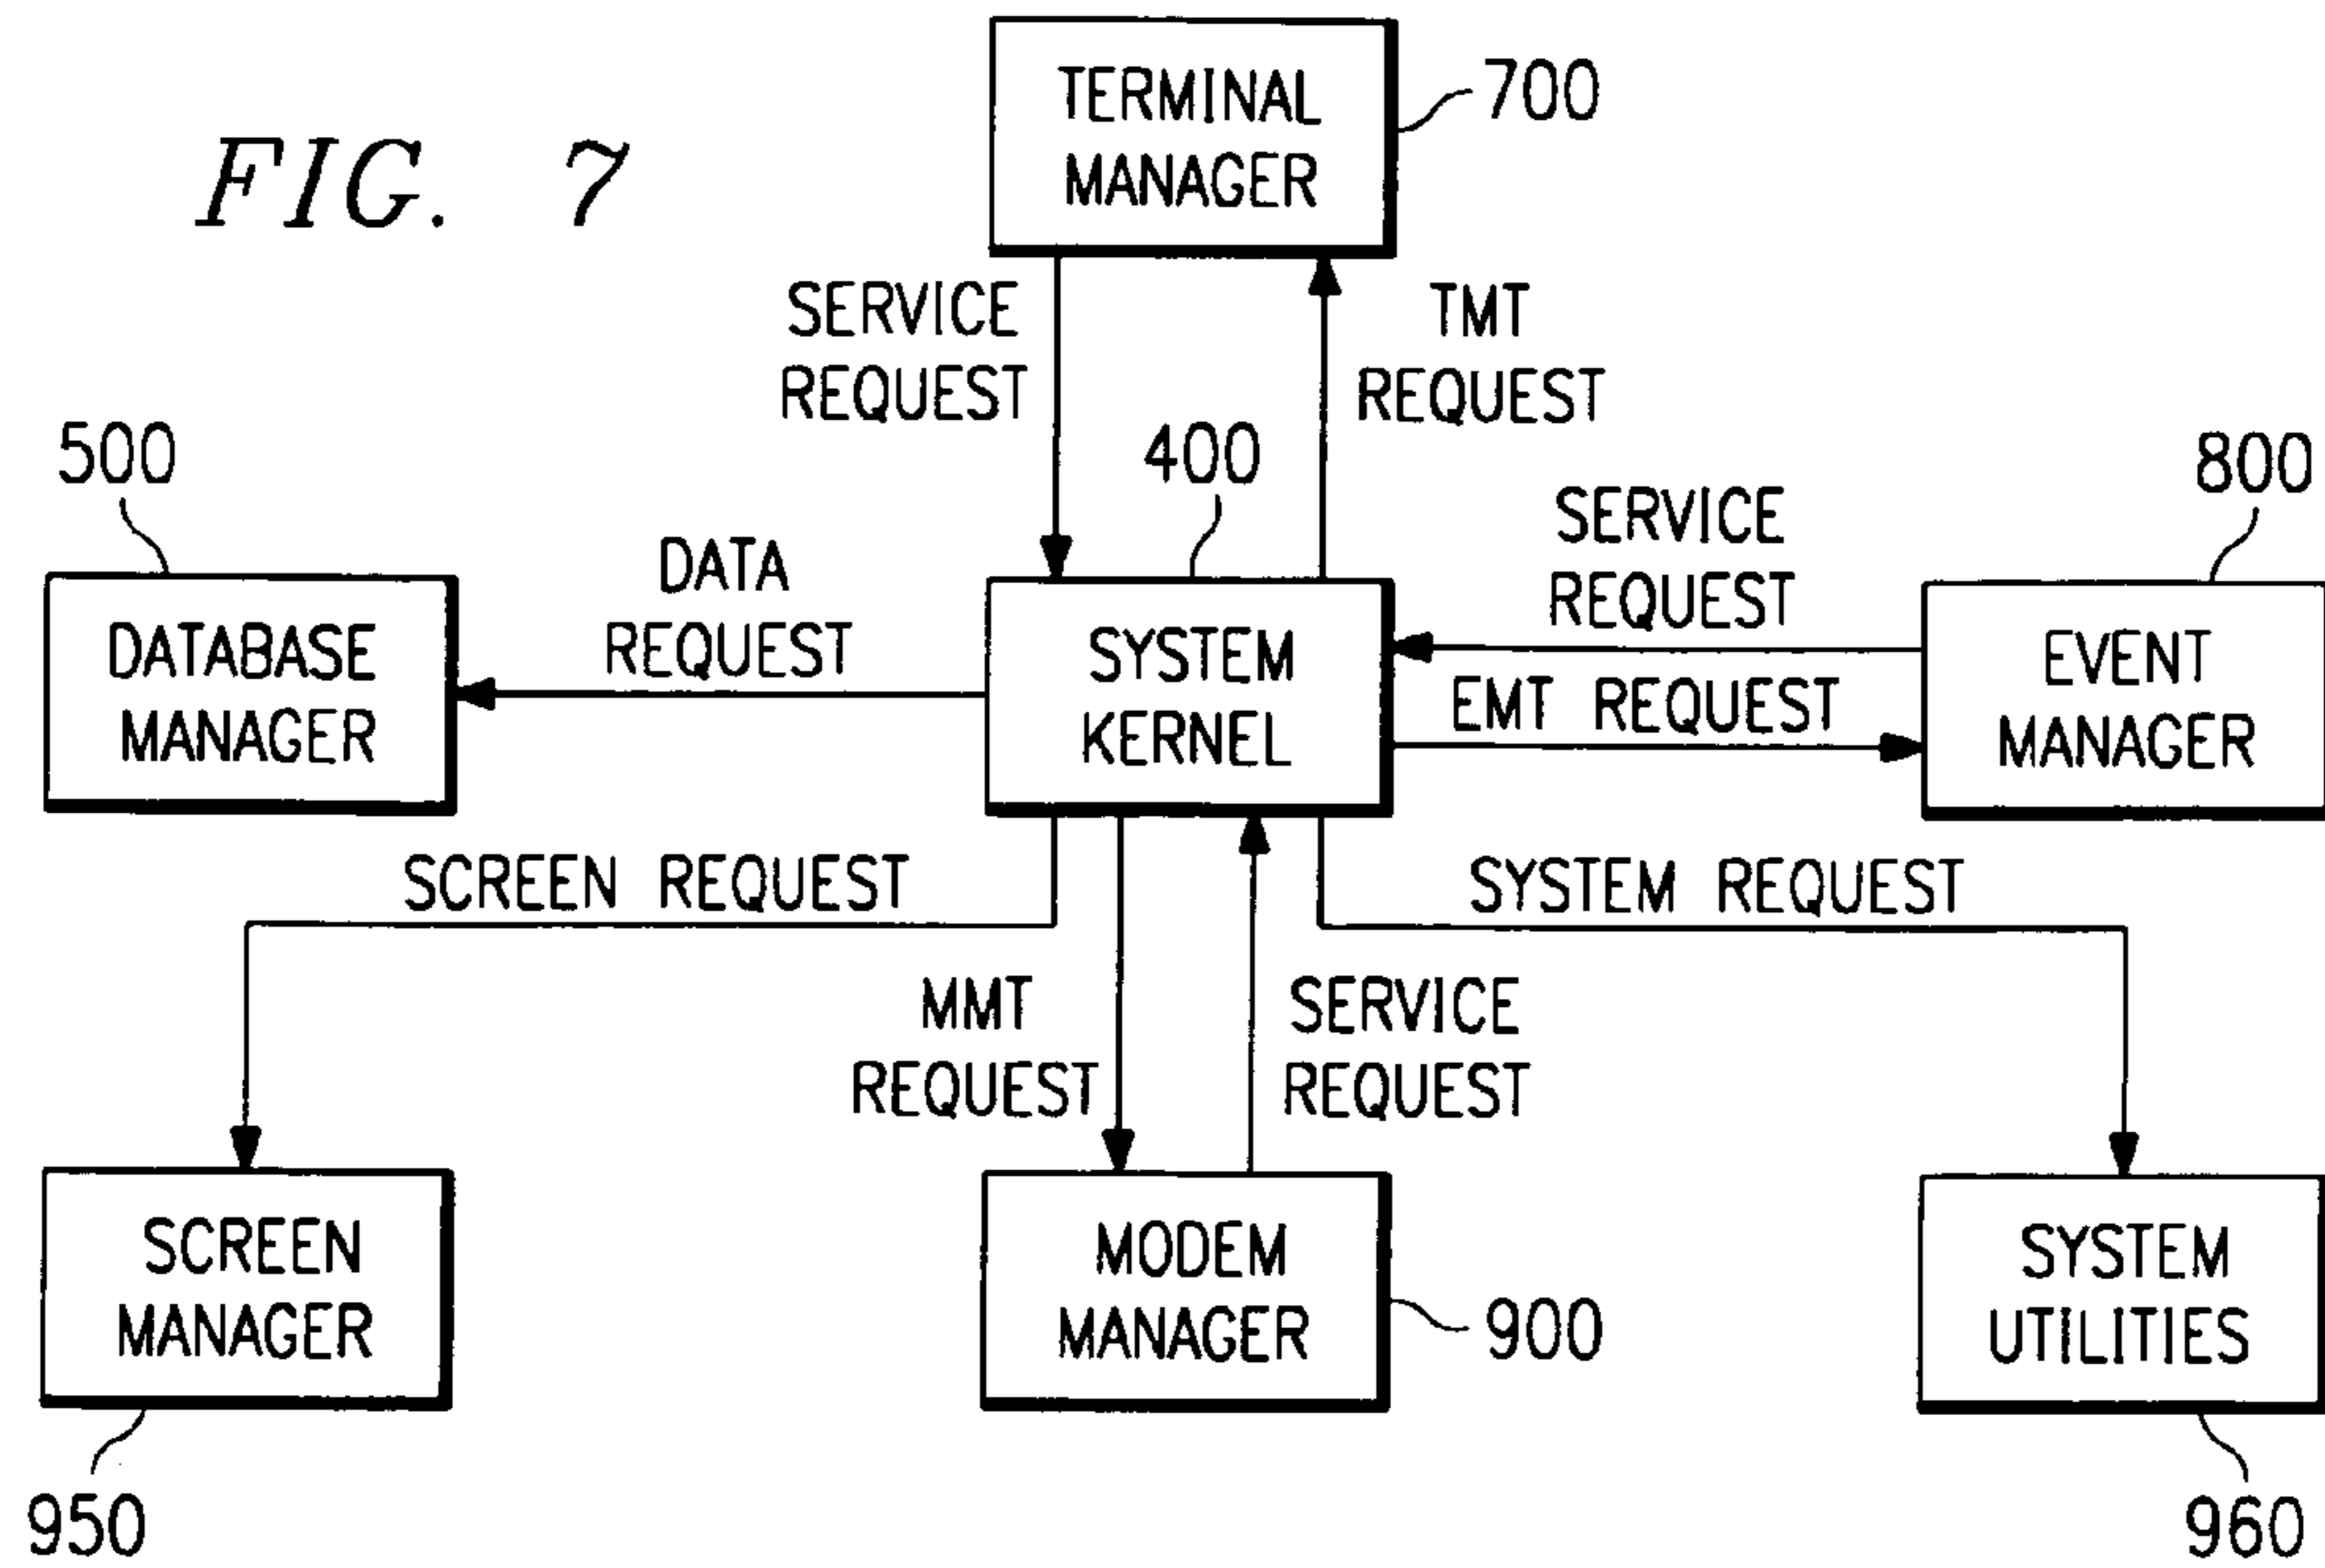 FIG. 7
TERMINAL
MANAGER
700
SERVICE
REQUEST
TMT
REQUEST
500
400
800
DATA
REQUEST
SERVICE
REQUEST
DATABASE
MANAGER
SYSTEM
KERNEL
EMT REQUEST
EVENT
MANAGER
SCREEN REQUEST
SYSTEM REQUEST
MMT
REQUEST
SERVICE
REQUEST
SCREEN
MANAGER
MODEM
MANAGER
900
SYSTEM
UTILITIES
950
960